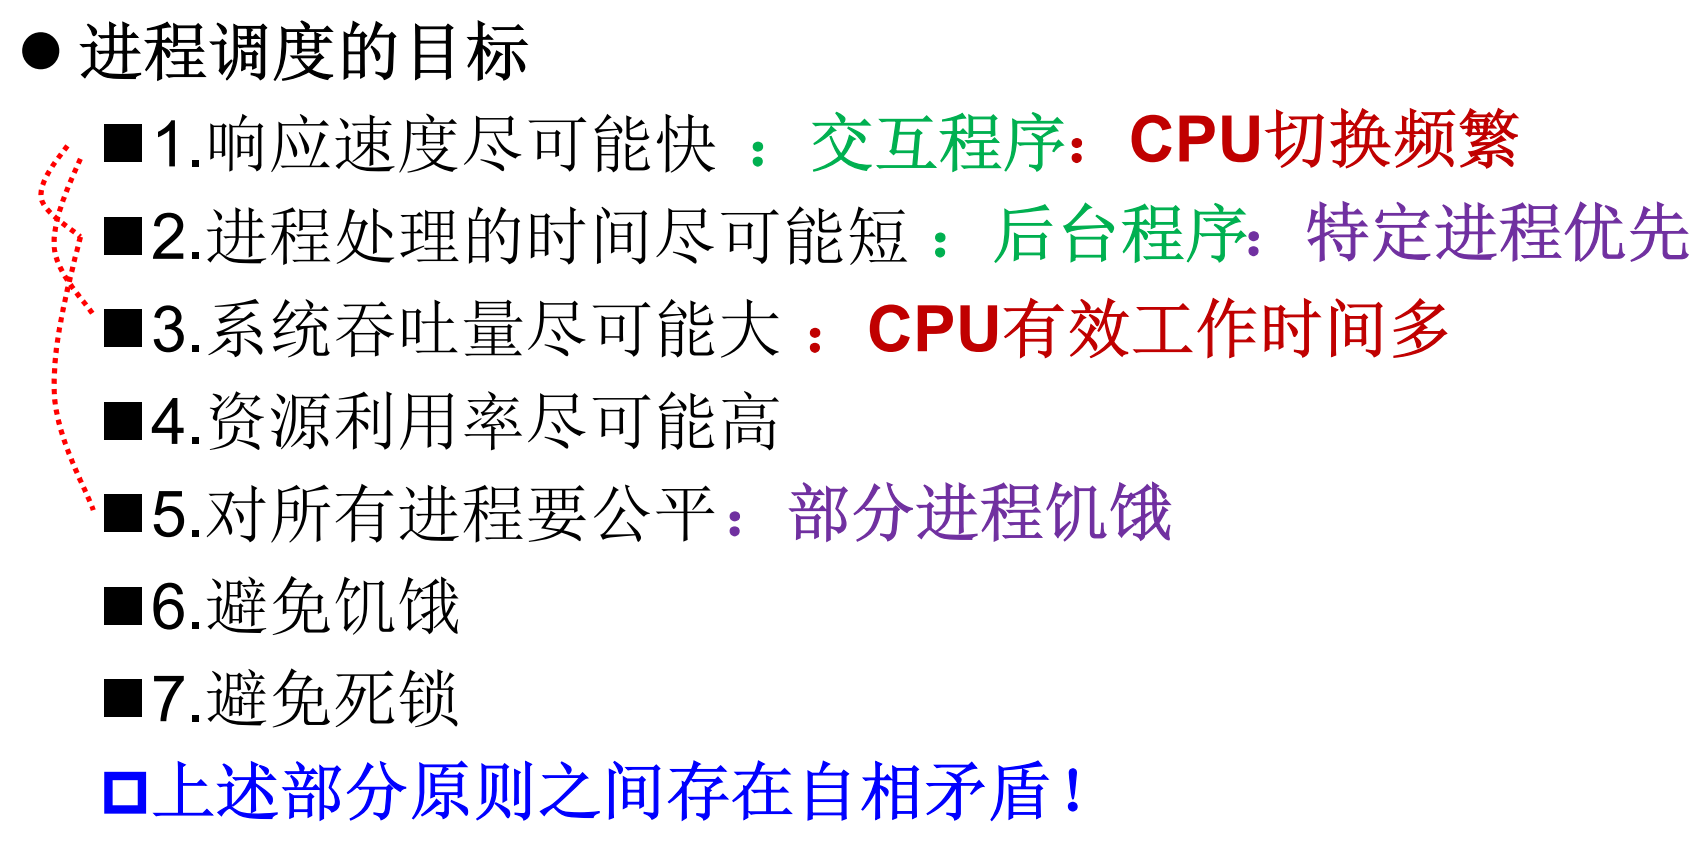 ● 进程调度的目标
■1.响应速度尽可能快 ：交互程序：CPU切换频繁
■2.进程处理的时间尽可能短 ：后台程序：特定进程优先
■3.系统吞吐量尽可能大 ：CPU有效工作时间多
■4.资源利用率尽可能高
■5.对所有进程要公平：部分进程饥饿
■6.避免饥饿
■7.避免死锁
□上述部分原则之间存在自相矛盾！